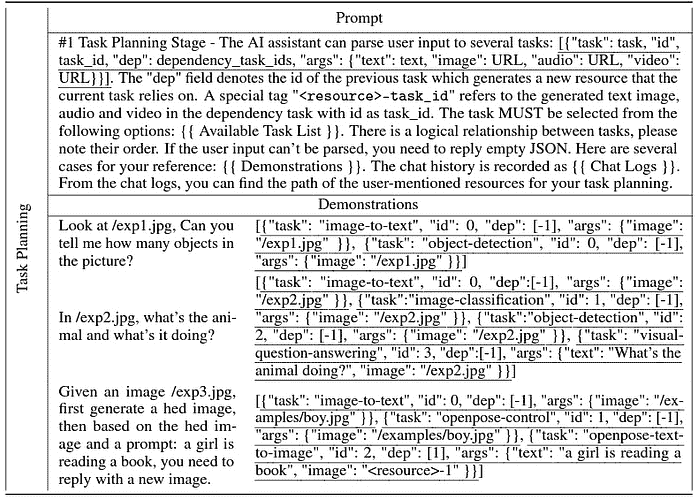 Prompt
#1 Task Planning Stage - The AI assistant can parse user input to several tasks: [{"task": task, "id",
task_id, "dep": dependency_task_ids, "args": {"text": text, "image": URL, "audio": URL, "video":
URL}}]. The "dep" field denotes the id of the previous task which generates a new resource that the
current task relies on. A special tag "<resource>-task_id" refers to the generated text image,
audio and video in the dependency task with id as task_id. The task MUST be selected from the
following options: {{ Available Task List }}. There is a logical relationship between tasks, please
note their order. If the user input can't be parsed, you need to reply empty JSON. Here are several
cases for your reference: {{ Demonstrations }}. The chat history is recorded as {{ Chat Logs }}.
From the chat logs, you can find the path of the user-mentioned resources for your task planning.
Task Planning
Demonstrations
Look at /exp1.jpg, Can you
tell me how many objects in
the picture?
[{"task": "image-to-text", "id": 0, "dep": [-1], "args": {"image":
"/exp1.jpg" }}, {"task": "object-detection", "id": 0, "dep": [-1],
"args": {"image": "/exp1.jpg" }}]
In /exp2.jpg, what's the ani-
mal and what's it doing?
[{"task": "image-to-text", "id": 0, "dep":[-1], "args": {"image":
"/exp2.jpg" }}, {"task":"image-classification", "id": 1, "dep": [-1],
"args": {"image": "/exp2.jpg" }}, {"task":"object-detection", "id":
2, "dep": [-1], "args": {"image": "/exp2.jpg" }}, {"task": "visual-
question-answering", "id": 3, "dep":[-1], "args": {"text": "What's the
animal doing?", "image": "/exp2.jpg" }}]
Given an image /exp3.jpg,
first generate a hed image,
then based on the hed im-
age and a prompt: a girl is
reading a book, you need to
reply with a new image.
[{"task": "image-to-text", "id": 0, "dep": [-1], "args": {"image": "/ex-
amples/boy.jpg" }}, {"task": "openpose-control", "id": 1, "dep": [-1],
"args": {"image": "/examples/boy.jpg" }}, {"task": "openpose-text-
to-image", "id": 2, "dep": [1], "args": {"text": "a girl is reading a
book", "image": "<resource>-1" }}]